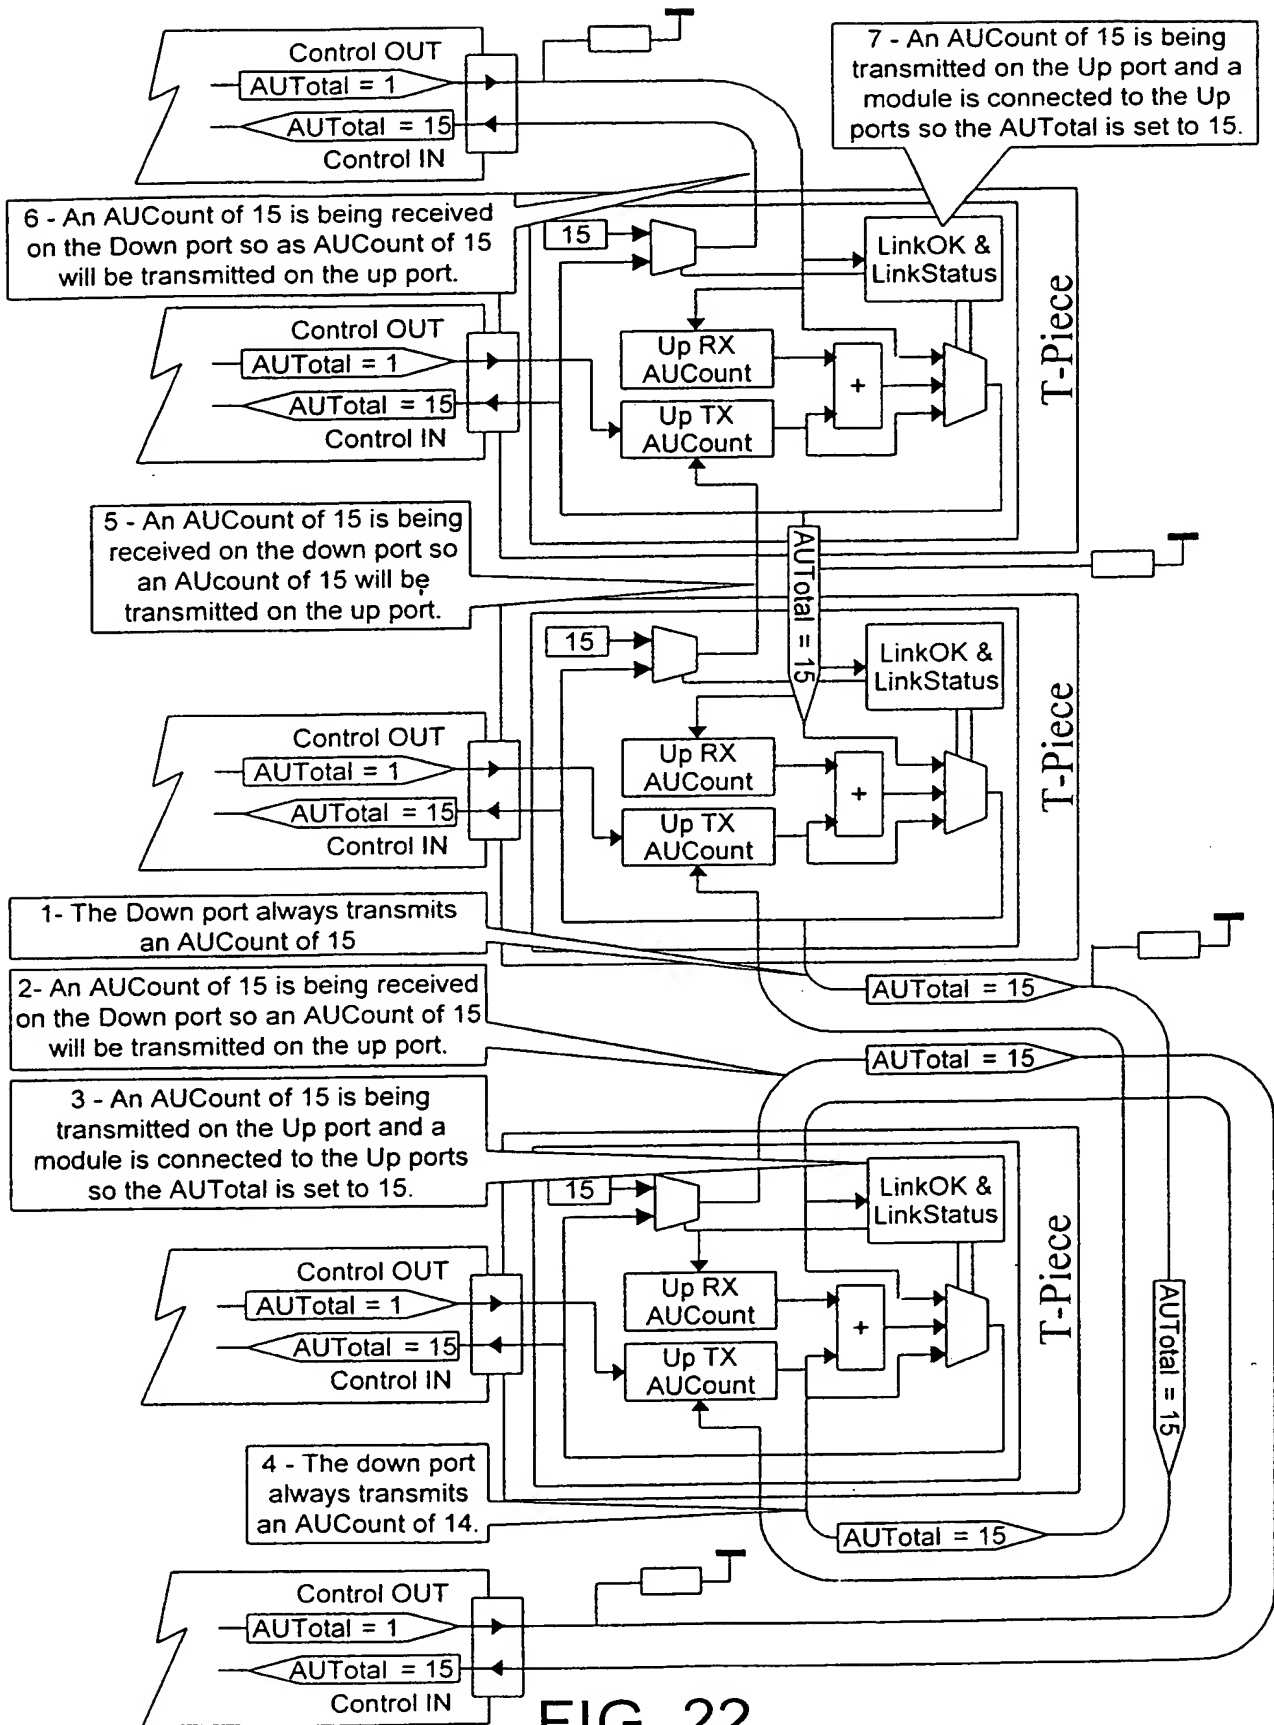 Control OUT
AUTotal = 1
AUTotal = 15
Control IN
7 - An AUCount of 15 is being
transmitted on the Up port and a
module is connected to the Up
ports so the AUTotal is set to 15.
6 - An AUCount of 15 is being received
on the Down port so as AUCount of 15
will be transmitted on the up port.
15
LinkOK &
LinkStatus
T-Piece
Control OUT
AUTotal = 1
AUTotal = 15
Control IN
Up RX
AUCount
+
Up TX
AUCount
5 - An AUCount of 15 is being
received on the down port so
an AUcount of 15 will be
transmitted on the up port.
AUTotal = 15
15
LinkOK &
LinkStatus
T-Piece
Control OUT
AUTotal = 1
AUTotal = 15
Control IN
Up RX
AUCount
+
Up TX
AUCount
1- The Down port always transmits
an AUCount of 15
AUTotal = 15
2- An AUCount of 15 is being received
on the Down port so an AUCount of 15
will be transmitted on the up port.
AUTotal = 15
3 - An AUCount of 15 is being
transmitted on the Up port and a
module is connected to the Up ports
so the AUTotal is set to 15.
15
LinkOK &
LinkStatus
T-Piece
Control OUT
AUTotal = 1
AUTotal = 15
Control IN
Up RX
AUCount
+
Up TX
AUCount
AUTotal = 15
4 - The down port
always transmits
an AUCount of 14.
AUTotal = 15
Control OUT
AUTotal = 1
AUTotal = 15
Control IN
FIG. 22